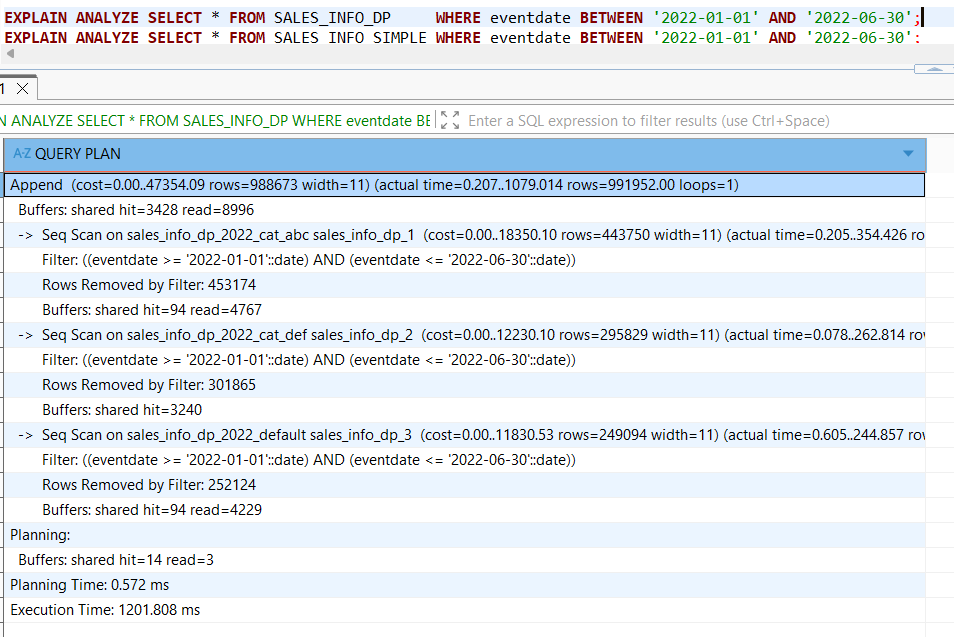 EXPLAIN ANALYZE SELECT * FROM SALES_INFO_DP WHERE eventdate BETWEEN '2022-01-01' AND '2022-06-30';
EXPLAIN ANALYZE SELECT * FROM SALES_INFO_SIMPLE WHERE eventdate BETWEEN '2022-01-01' AND '2022-06-30';
1
N ANALYZE SELECT * FROM SALES_INFO_DP WHERE eventdate BE Enter a SQL expression to filter results (use Ctrl+Space)
A-Z QUERY PLAN
Append (cost=0.00..47354.09 rows=988673 width=11) (actual time=0.207..1079.014 rows=991952.00 loops=1)
Buffers: shared hit=3428 read=8996
-> Seq Scan on sales_info_dp_2022_cat_abc sales_info_dp_1 (cost=0.00..18350.10 rows=443750 width=11) (actual time=0.205..354.426 ro
Filter: ((eventdate >= '2022-01-01'::date) AND (eventdate <= '2022-06-30'::date))
Rows Removed by Filter: 453174
Buffers: shared hit=94 read=4767
-> Seq Scan on sales_info_dp_2022_cat_def sales_info_dp_2 (cost=0.00..12230.10 rows=295829 width=11) (actual time=0.078..262.814 rov
Filter: ((eventdate >= '2022-01-01'::date) AND (eventdate <= '2022-06-30'::date))
Rows Removed by Filter: 301865
Buffers: shared hit=3240
-> Seq Scan on sales_info_dp_2022_default sales_info_dp_3 (cost=0.00..11830.53 rows=249094 width=11) (actual time=0.605..244.857 rov
Filter: ((eventdate >= '2022-01-01'::date) AND (eventdate <= '2022-06-30'::date))
Rows Removed by Filter: 252124
Buffers: shared hit=94 read=4229
Planning:
Buffers: shared hit=14 read=3
Planning Time: 0.572 ms
Execution Time: 1201.808 ms